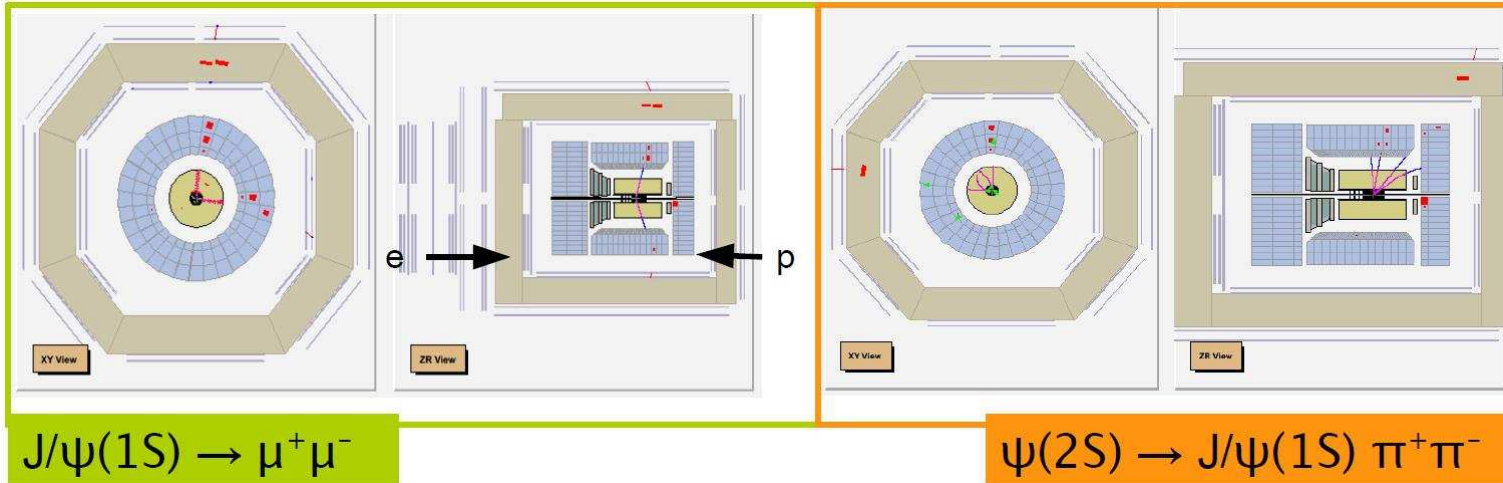 e
p
XY View
ZR View
XY View
ZR View
J/ψ(1S) → μ⁺μ⁻
ψ(2S) → J/ψ(1S) π⁺π⁻